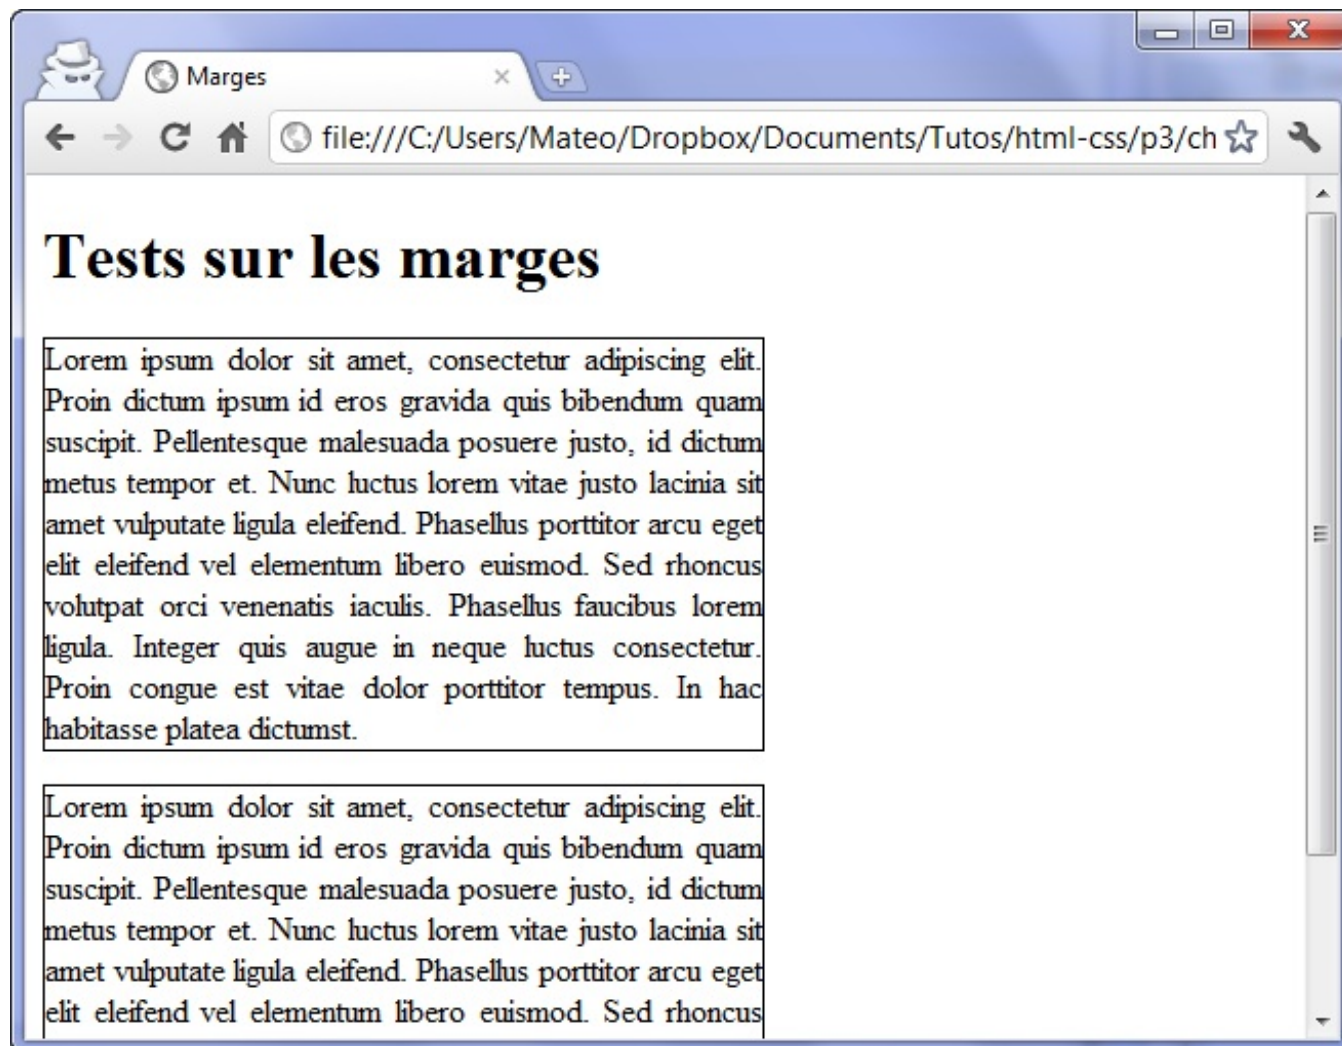 Marges
file:///C:/Users/Mateo/Dropbox/Documents/Tutos/html-css/p3/ch
Tests sur les marges
Lorem ipsum dolor sit amet, consectetur adipiscing elit.
Proin dictum ipsum id eros gravida quis bibendum quam
suscipit. Pellentesque malesuada posuere justo, id dictum
metus tempor et. Nunc luctus lorem vitae justo lacinia sit
amet vulputate ligula eleifend. Phasellus porttitor arcu eget
elit eleifend vel elementum libero euismod. Sed rhoncus
volutpat orci venenatis iaculis. Phasellus faucibus lorem
ligula. Integer quis augue in neque luctus consectetur.
Proin congue est vitae dolor porttitor tempus. In hac
habitasse platea dictumst.
Lorem ipsum dolor sit amet, consectetur adipiscing elit.
Proin dictum ipsum id eros gravida quis bibendum quam
suscipit. Pellentesque malesuada posuere justo, id dictum
metus tempor et. Nunc luctus lorem vitae justo lacinia sit
amet vulputate ligula eleifend. Phasellus porttitor arcu eget
elit eleifend vel elementum libero euismod. Sed rhoncus